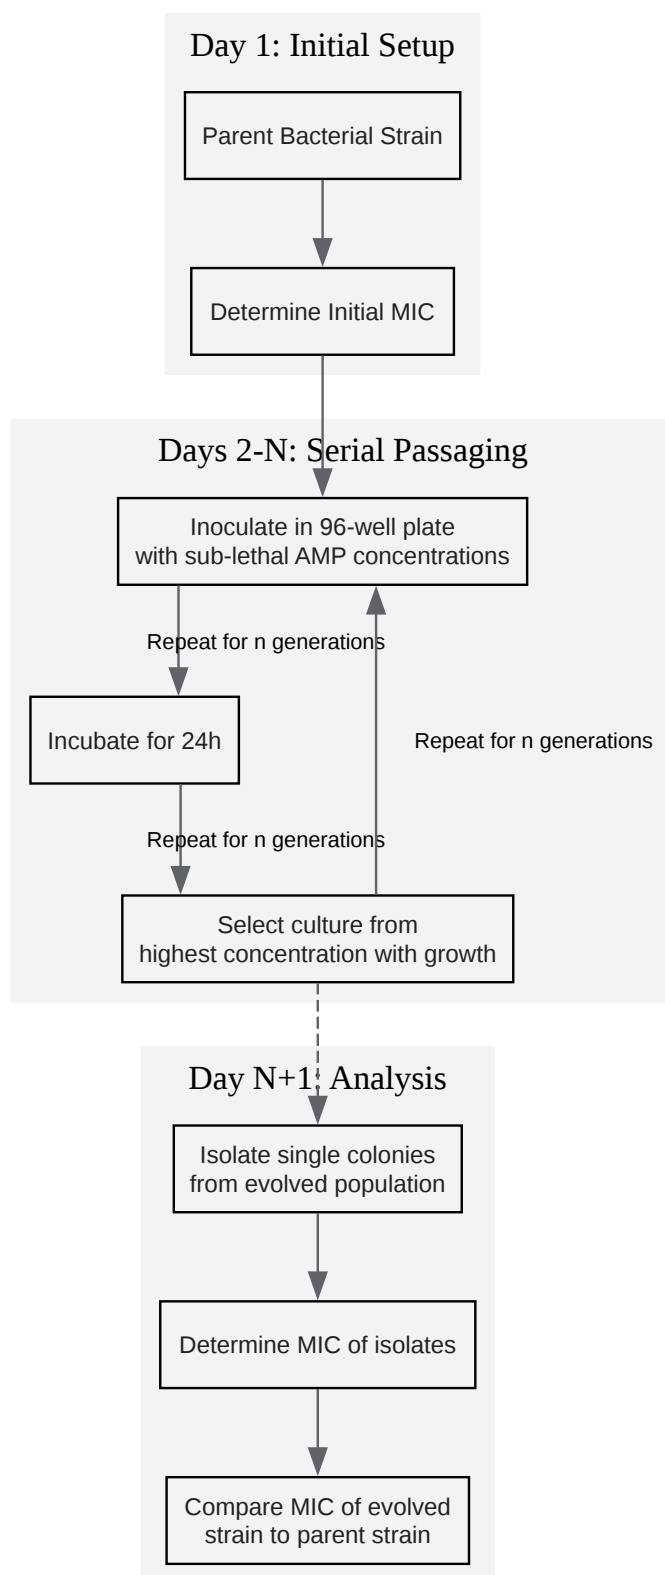 Day 1: Initial Setup
Parent Bacterial Strain
Determine Initial MIC
Days 2-N: Serial Passaging
Inoculate in 96-well plate
with sub-lethal AMP concentrations
Repeat for n generations
Incubate for 24h
Repeat for n generations
Repeat for n generations
Select culture from
highest concentration with growth
Day N+1: Analysis
Isolate single colonies
from evolved population
Determine MIC of isolates
Compare MIC of evolved
strain to parent strain